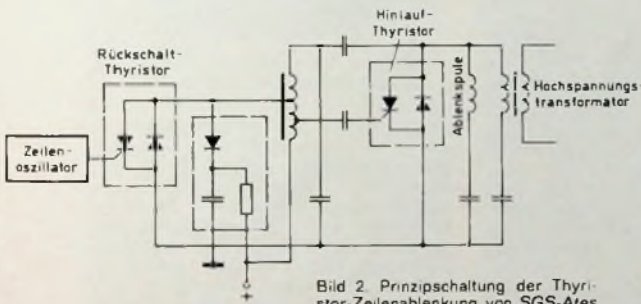 Hinlauf-
Thyristor
Rückschalt-
Thyristor
Zeilen-
oszillator
Ablenkspule
Hochspannungs-
transformator
+
Bild 2. Prinzipschaltung der Thyri-
stor-Zeilenablenkung von SGS-Ates